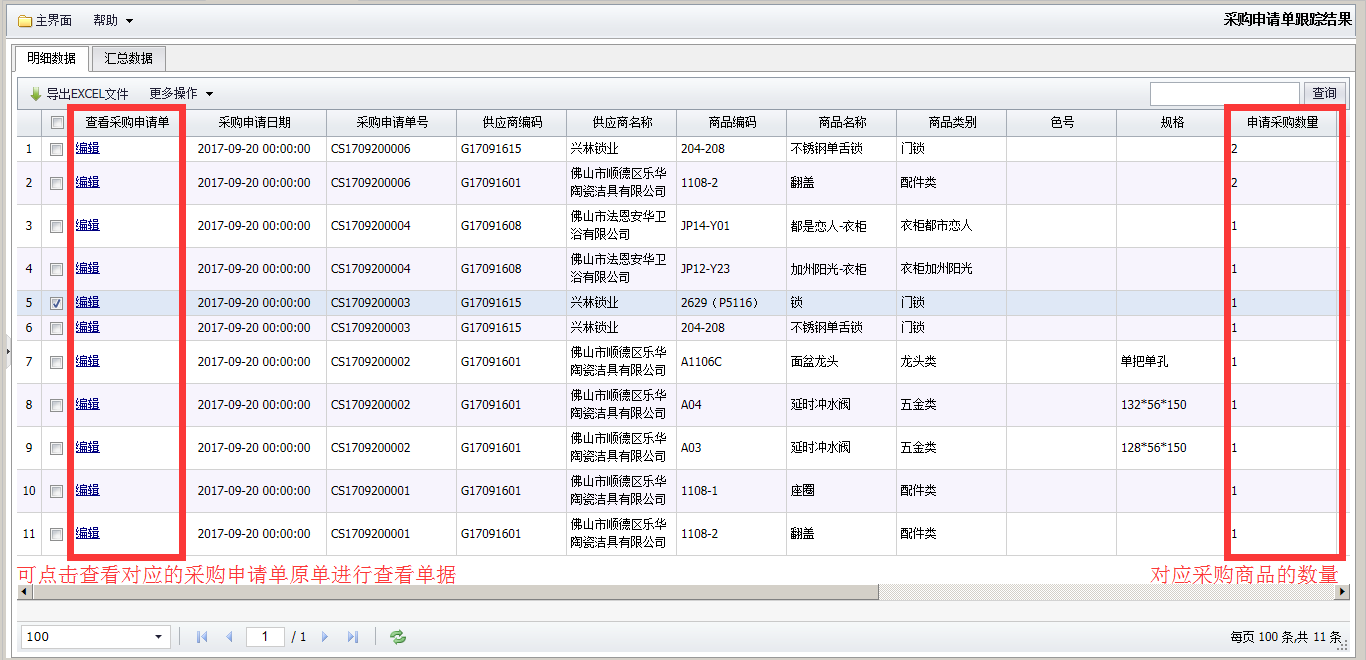 主界面 帮助 采购申请单跟踪结果
明细数据 汇总数据
导出EXCEL文件 更多操作 查询
查看采购申请单 采购申请日期 采购申请单号 供应商编码 供应商名称 商品编码 商品名称 商品类别 色号 规格 申请采购数量
1 编辑 2017-09-20 00:00:00 CS1709200006 G17091615 兴林锁业 204-208 不锈钢单舌锁 门锁 2
2 编辑 2017-09-20 00:00:00 CS1709200006 G17091601 佛山市顺德区乐华 1108-2 翻盖 配件类 2
陶瓷洁具有限公司
3 编辑 2017-09-20 00:00:00 CS1709200004 G17091608 佛山市法恩安华卫 JP14-Y01 都是恋人-衣柜 衣柜都市恋人 1
浴有限公司
4 编辑 2017-09-20 00:00:00 CS1709200004 G17091608 佛山市法恩安华卫 JP12-Y23 加州阳光-衣柜 衣柜加州阳光 1
浴有限公司
5 编辑 2017-09-20 00:00:00 CS1709200003 G17091615 兴林锁业 2629（P5116） 锁 门锁 1
6 编辑 2017-09-20 00:00:00 CS1709200003 G17091615 兴林锁业 204-208 不锈钢单舌锁 门锁 1
7 编辑 2017-09-20 00:00:00 CS1709200002 G17091601 佛山市顺德区乐华 A1106C 面盆龙头 龙头类 单把单孔 1
陶瓷洁具有限公司
8 编辑 2017-09-20 00:00:00 CS1709200002 G17091601 佛山市顺德区乐华 A04 延时冲水阀 五金类 132*56*150 1
陶瓷洁具有限公司
9 编辑 2017-09-20 00:00:00 CS1709200002 G17091601 佛山市顺德区乐华 A03 延时冲水阀 五金类 128*56*150 1
陶瓷洁具有限公司
10 编辑 2017-09-20 00:00:00 CS1709200001 G17091601 佛山市顺德区乐华 1108-1 座圈 配件类 1
陶瓷洁具有限公司
11 编辑 2017-09-20 00:00:00 CS1709200001 G17091601 佛山市顺德区乐华 1108-2 翻盖 配件类 1
陶瓷洁具有限公司
可点击查看对应的采购申请单原单进行查看单据 对应采购商品的数量
100 1 / 1 每页 100 条,共 11 条